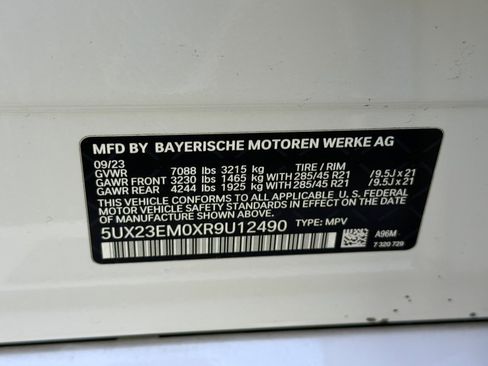 MFD BY BAYERISCHE MOTOREN WERKE AG
09/23
GVWR 7088 lbs 3215 kg TIRE / RIM
GAWR FRONT 3230 lbs 1465 kg WITH 285/45 R21 /9.5J x 21
GAWR REAR 4244 lbs 1925 kg WITH 285/45 R21 /9.5J x 21
THIS VEHICLE CONFORMS TO ALL APPLICABLE U.S. FEDERAL
MOTOR VEHICLE SAFETY STANDARDS IN EFFECT ON THE
DATE OF MANUFACTURE SHOWN ABOVE.
5UX23EM0XR9U12490 TYPE: MPV
A96M
7 320 729